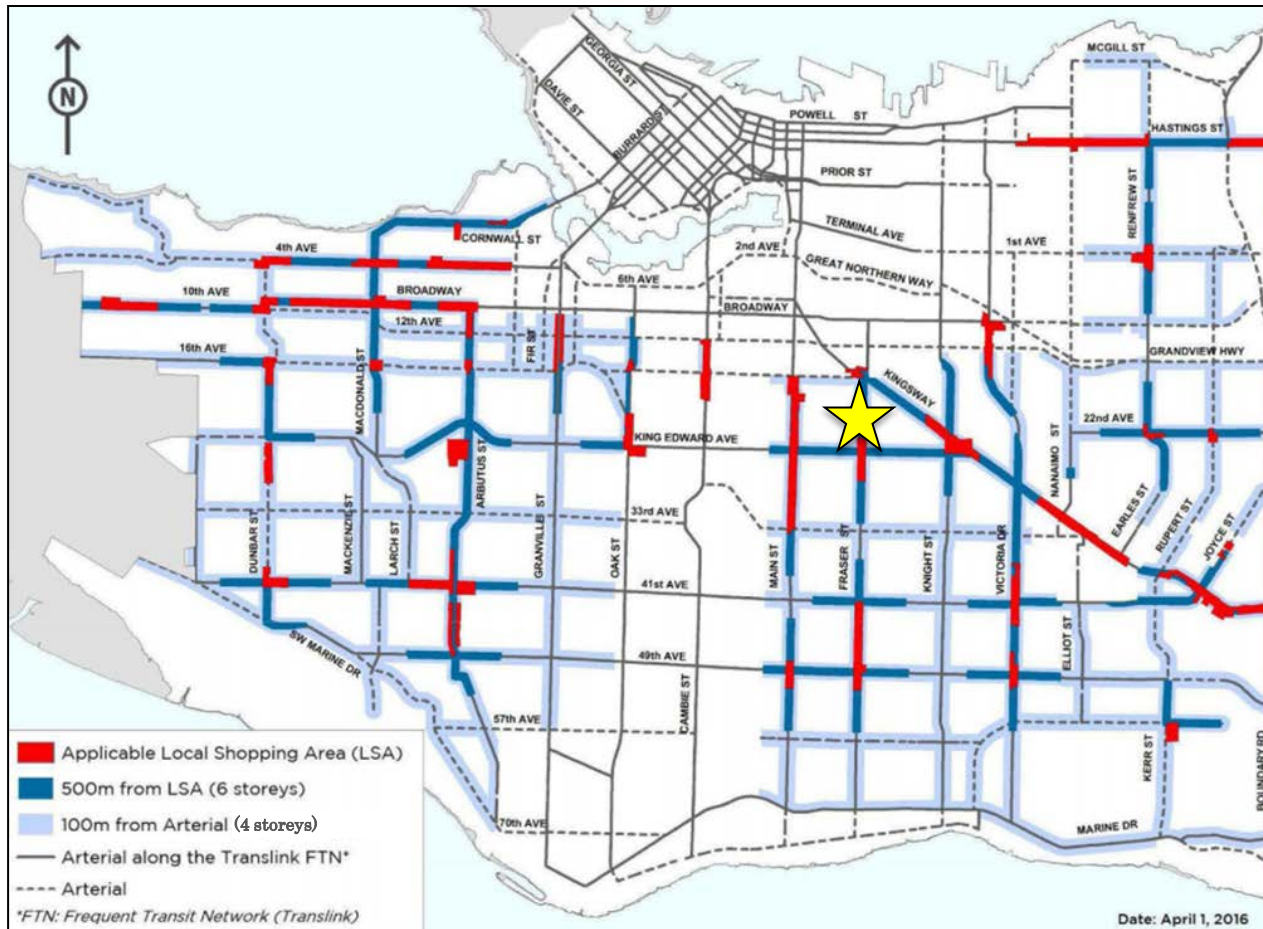 MCGILL ST
GEORGIA ST
DAVIE ST
BURRARD ST
POWELL ST
HASTINGS ST
PRIOR ST
RENFREW ST
TERMINAL AVE
1st AVE
CORNWALL ST
4th AVE
2nd AVE
GREAT NORTHERN WAY
6th AVE
10th AVE
BROADWAY
BROADWAY
12th AVE
FIR ST
16th AVE
MACDONALD ST
GRANDVIEW HWY
KINGSWAY
22nd AVE
KING EDWARD AVE
NANAIMO ST
ARBUTUS ST
33rd AVE
EARLES ST
RUPERT ST
JOYCE ST
DUNBAR ST
MACKENZIE ST
LARCH ST
GRANVILLE ST
OAK ST
MAIN ST
FRASER ST
KNIGHT ST
VICTORIA DR
41st AVE
SW MARINE DR
49th AVE
ELLIOT ST
CAMBIE ST
57th AVE
KERR ST
BOUNDARY RD
70th AVE
MARINE DR
N
Applicable Local Shopping Area (LSA)
500m from LSA (6 storeys)
100m from Arterial (4 storeys)
Arterial along the Translink FTN*
Arterial
*FTN: Frequent Transit Network (Translink)
Date: April 1, 2016